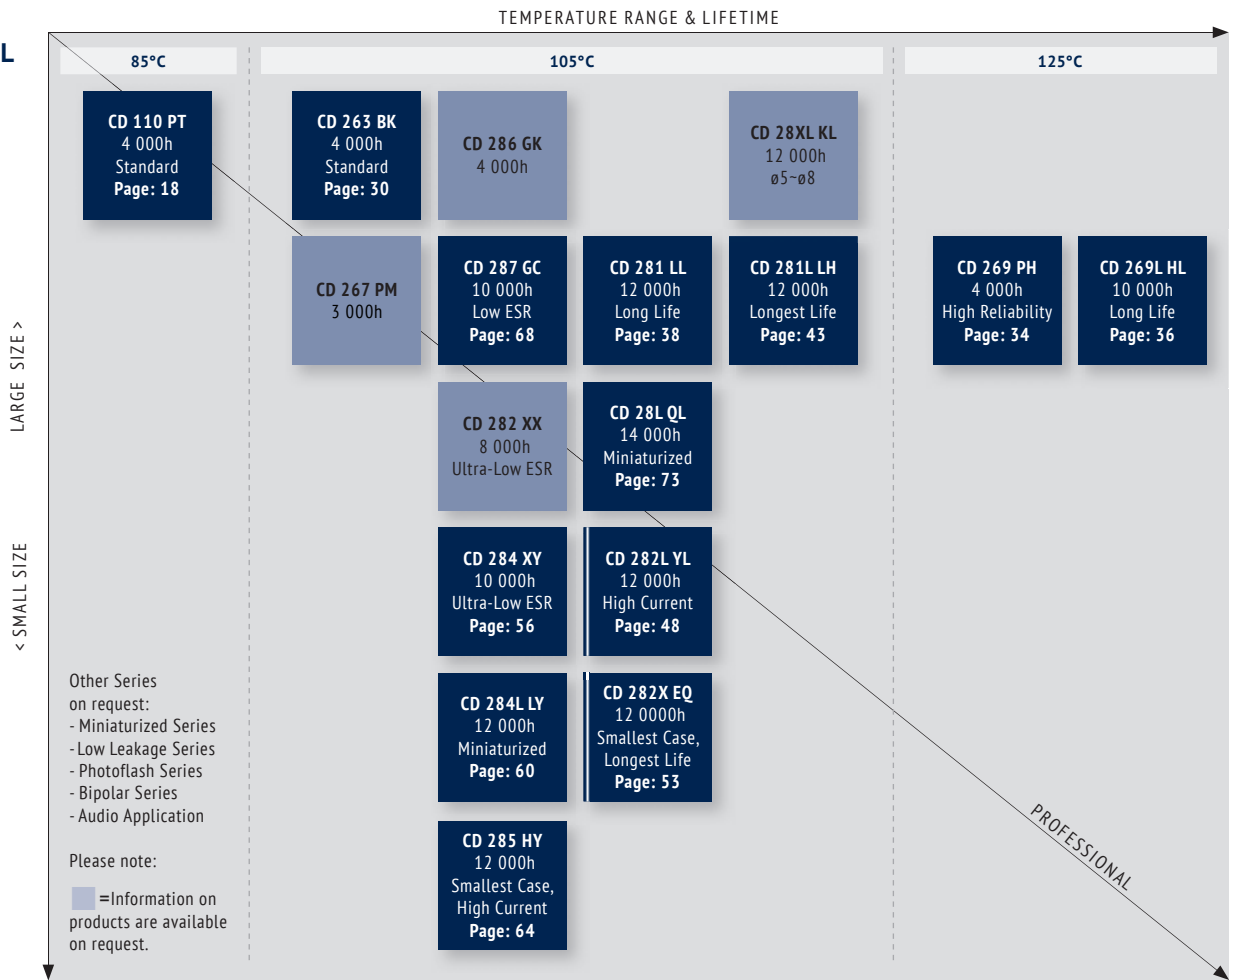 TEMPERATURE RANGE & LIFETIME
L
85°C
105°C
125°C
CD 110 PT
4 000h
Standard
Page: 18
CD 263 BK
4 000h
Standard
Page: 30
CD 286 GK
4 000h
CD 28XL KL
12 000h
ø5~ø8
CD 267 PM
3 000h
CD 287 GC
10 000h
Low ESR
Page: 68
CD 281 LL
12 000h
Long Life
Page: 38
CD 281L LH
12 000h
Longest Life
Page: 43
CD 269 PH
4 000h
High Reliability
Page: 34
CD 269L HL
10 000h
Long Life
Page: 36
LARGE SIZE >
CD 282 XX
8 000h
Ultra-Low ESR
CD 28L QL
14 000h
Miniaturized
Page: 73
< SMALL SIZE
CD 284 XY
10 000h
Ultra-Low ESR
Page: 56
CD 282L YL
12 000h
High Current
Page: 48
CD 284L LY
12 000h
Miniaturized
Page: 60
CD 282X EQ
12 0000h
Smallest Case,
Longest Life
Page: 53
CD 285 HY
12 000h
Smallest Case,
High Current
Page: 64
Other Series
on request:
- Miniaturized Series
- Low Leakage Series
- Photoflash Series
- Bipolar Series
- Audio Application
Please note:
=Information on
products are available
on request.
PROFESSIONAL